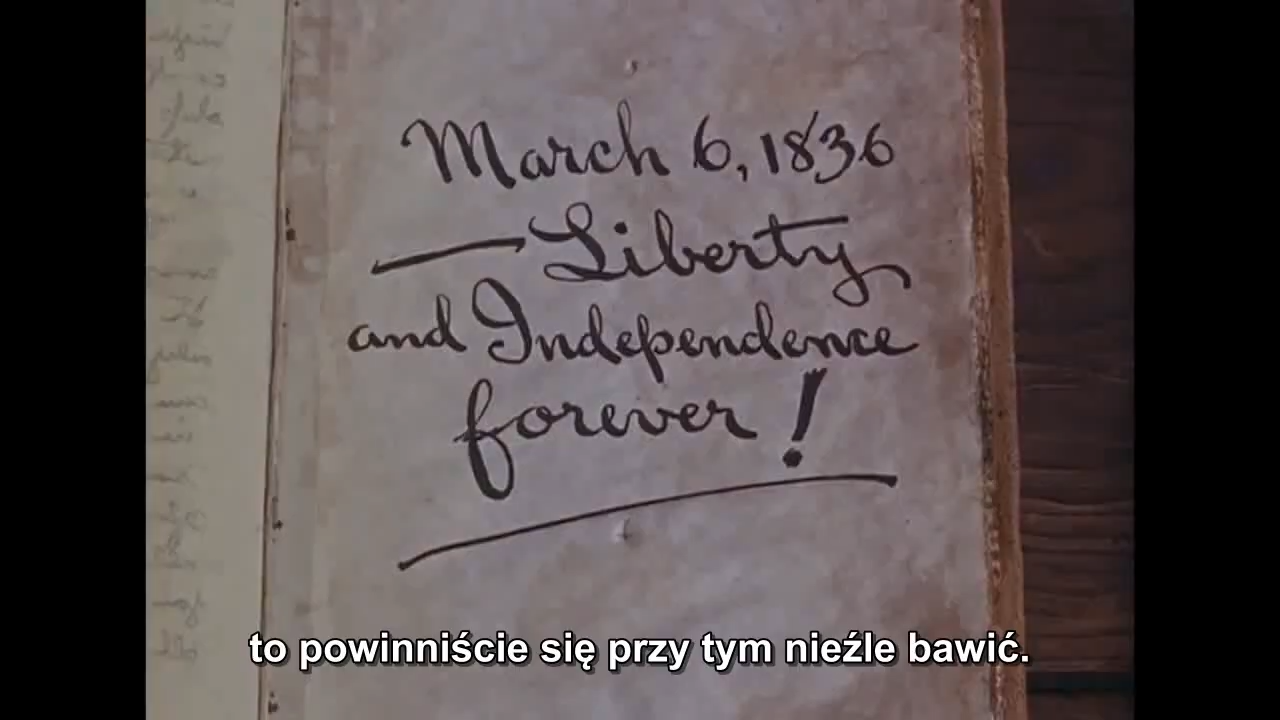 March 6, 1836
— Liberty
and Independence
forever!
to powinniście się przy tym nieźle bawić.